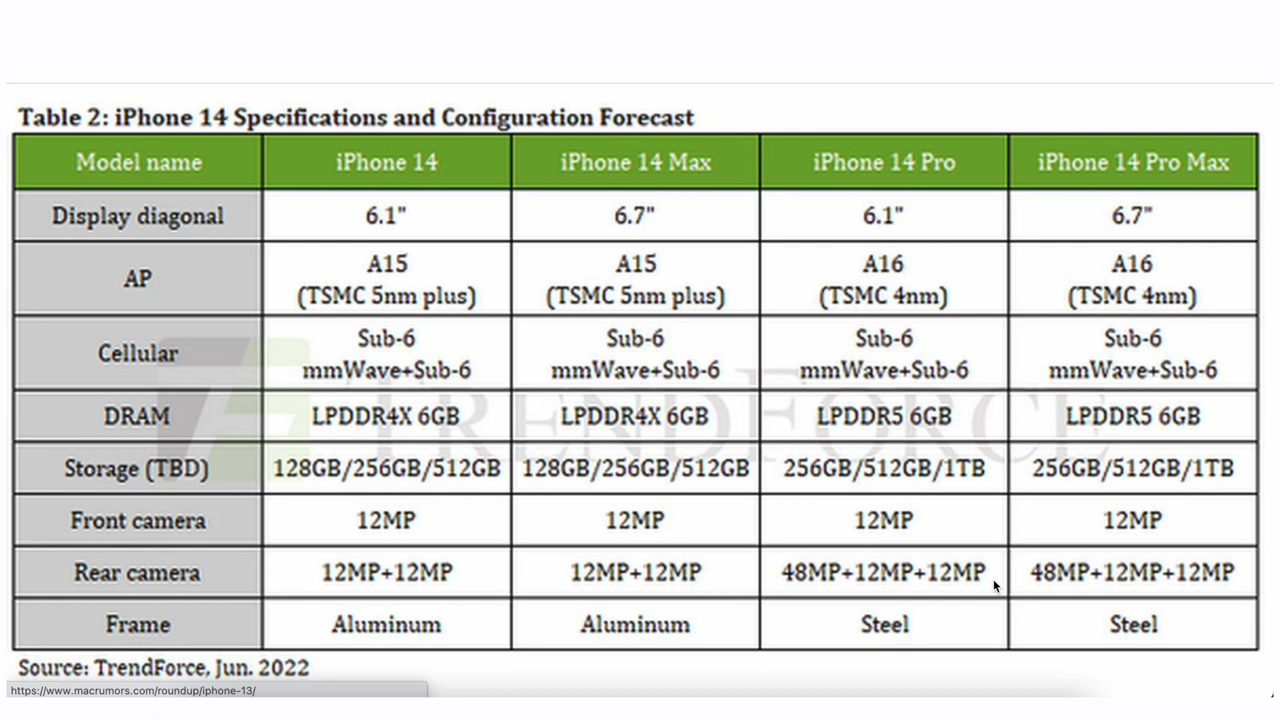 Table 2: iPhone 14 Specifications and Configuration Forecast
Model name iPhone 14 iPhone 14 Max iPhone 14 Pro iPhone 14 Pro Max
Display diagonal 6.1" 6.7" 6.1" 6.7"
AP A15 (TSMC 5nm plus) A15 (TSMC 5nm plus) A16 (TSMC 4nm) A16 (TSMC 4nm)
Cellular Sub-6 mmWave+Sub-6 Sub-6 mmWave+Sub-6 Sub-6 mmWave+Sub-6 Sub-6 mmWave+Sub-6
DRAM LPDDR4X 6GB LPDDR4X 6GB LPDDR5 6GB LPDDR5 6GB
Storage (TBD) 128GB/256GB/512GB 128GB/256GB/512GB 256GB/512GB/1TB 256GB/512GB/1TB
Front camera 12MP 12MP 12MP 12MP
Rear camera 12MP+12MP 12MP+12MP 48MP+12MP+12MP 48MP+12MP+12MP
Frame Aluminum Aluminum Steel Steel
TRENDFORCE
Source: TrendForce, Jun. 2022
https://www.macrumors.com/roundup/iphone-13/